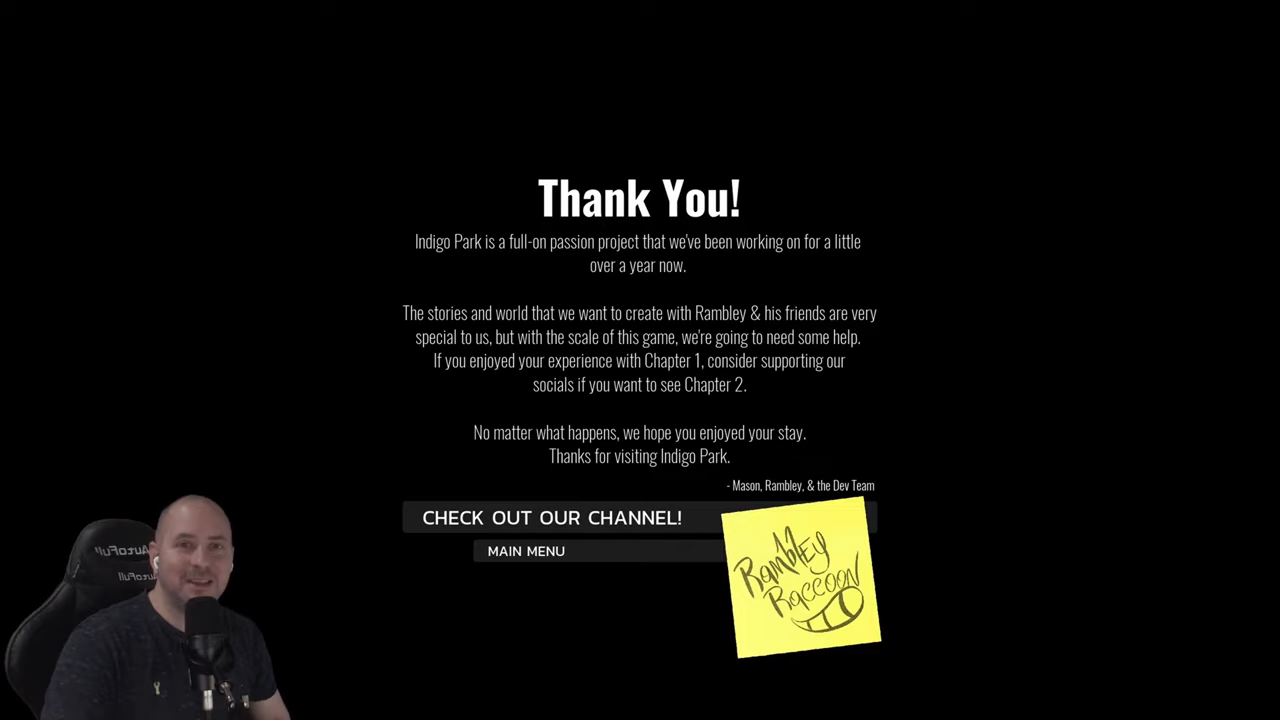 Thank You!
Indigo Park is a full-on passion project that we've been working on for a little
over a year now.
The stories and world that we want to create with Rambley & his friends are very
special to us, but with the scale of this game, we're going to need some help.
If you enjoyed your experience with Chapter 1, consider supporting our
socials if you want to see Chapter 2.
No matter what happens, we hope you enjoyed your stay.
Thanks for visiting Indigo Park.
- Mason, Rambley, & the Dev Team
CHECK OUT OUR CHANNEL!
MAIN MENU
Rambley
Raccoon
AutoFull
AutoFull